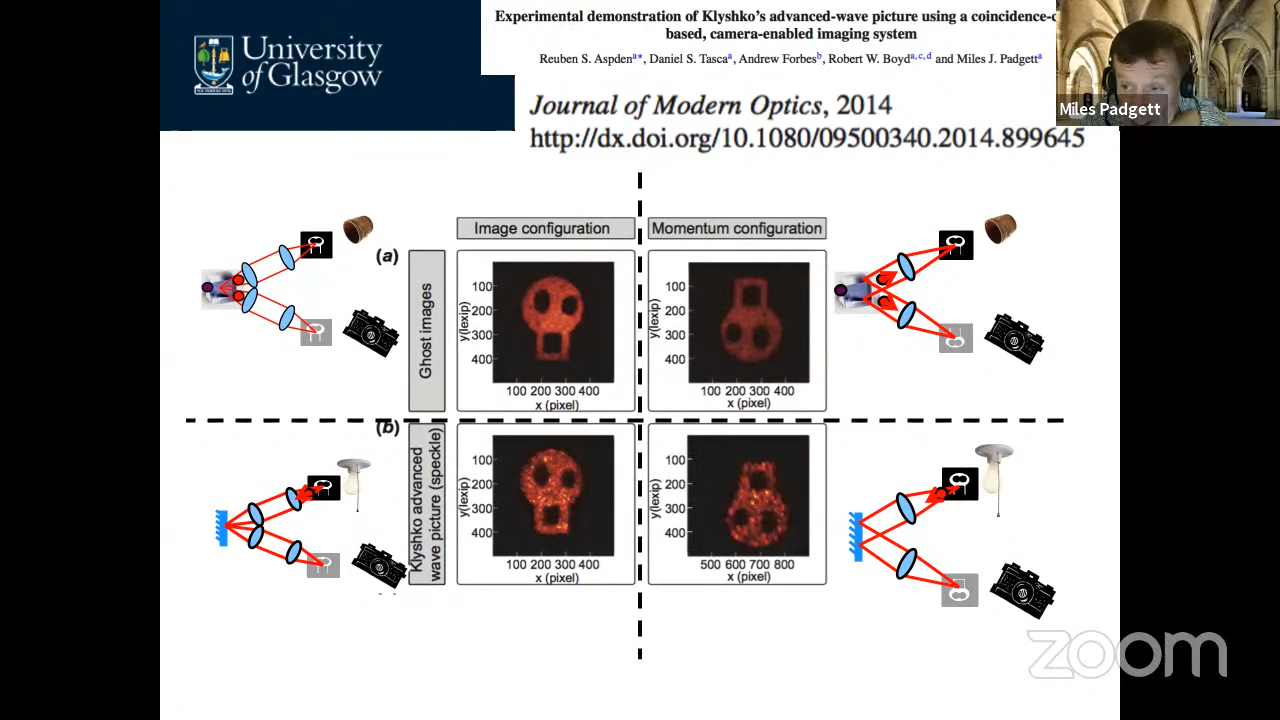 University
of Glasgow
Experimental demonstration of Klyshko's advanced-wave picture using a coincidence-
based, camera-enabled imaging system
Reuben S. Aspden a*, Daniel S. Tasca a, Andrew Forbes b, Robert W. Boyd a,c,d and Miles J. Padgett a
Miles Padgett
Journal of Modern Optics, 2014
http://dx.doi.org/10.1080/09500340.2014.899645
Image configuration
Momentum configuration
(a)
Ghost images
y(lexip)
100
200
300
400
100 200 300 400
x (pixel)
y(lexip)
100
200
300
400
100 200 300 400
x (pixel)
(b)
Klyshko advanced
wave picture (speckle)
y(lexip)
100
200
300
400
100 200 300 400
x (pixel)
y(lexip)
100
200
300
400
500 600 700 800
x (pixel)
zoom